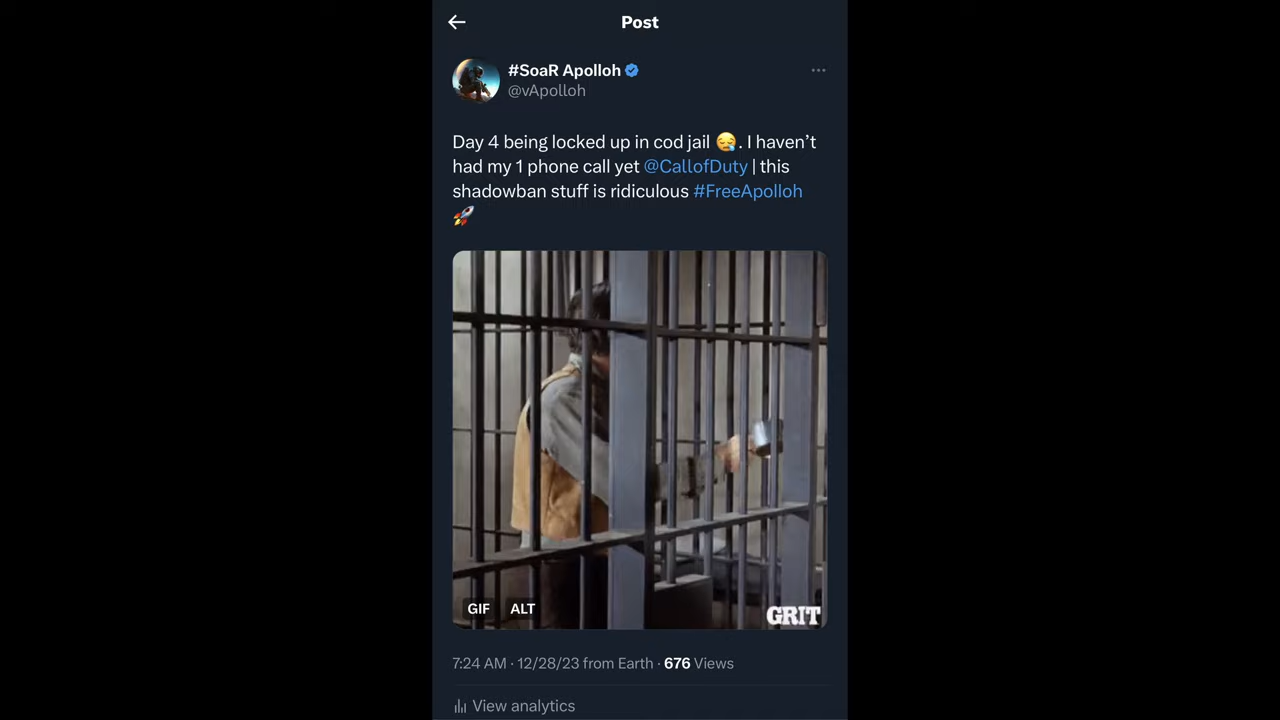 Post
#SoaR Apolloh
@vApolloh
Day 4 being locked up in cod jail 😪. I haven’t
had my 1 phone call yet @CallofDuty | this
shadowban stuff is ridiculous #FreeApolloh
🚀
GIF ALT
GRIT
7:24 AM · 12/28/23 from Earth · 676 Views
View analytics